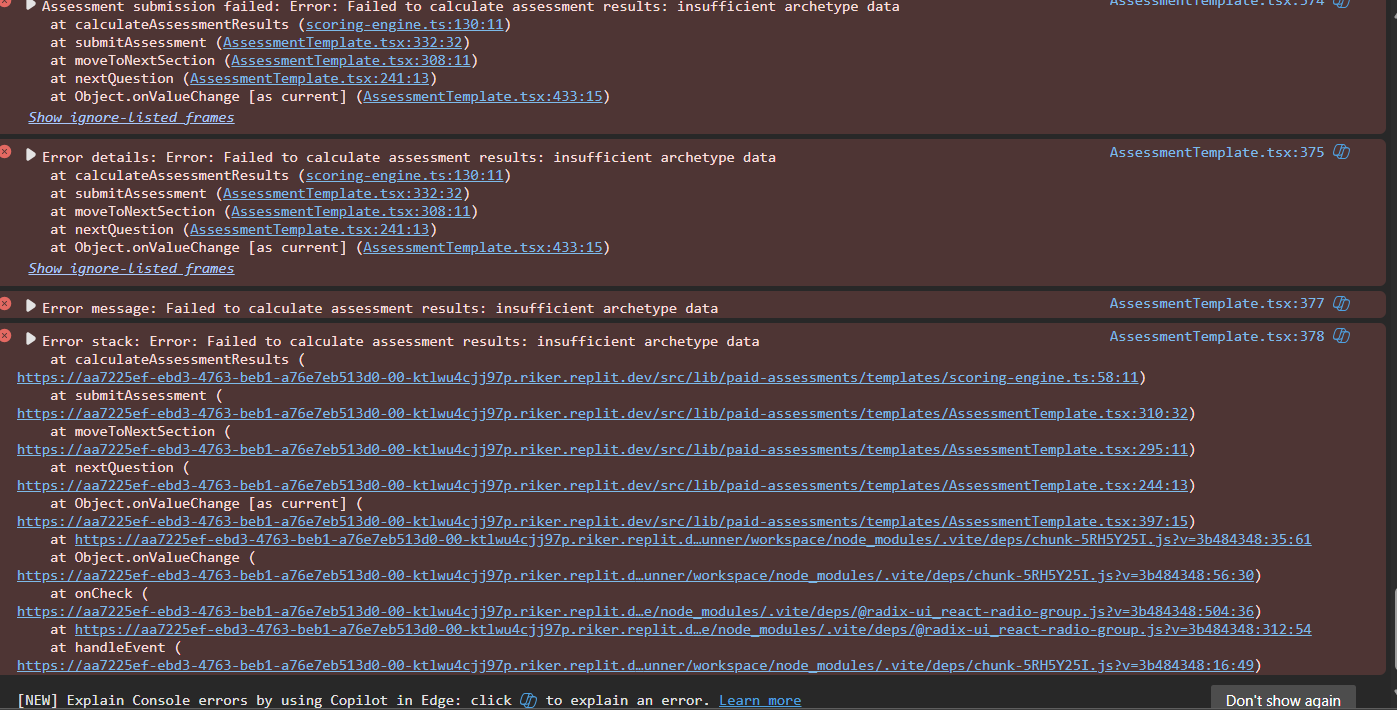 Assessment submission failed: Error: Failed to calculate assessment results: insufficient archetype data AssessmentTemplate.tsx:374
at calculateAssessmentResults (scoring-engine.ts:130:11)
at submitAssessment (AssessmentTemplate.tsx:332:32)
at moveToNextSection (AssessmentTemplate.tsx:308:11)
at nextQuestion (AssessmentTemplate.tsx:241:13)
at Object.onValueChange [as current] (AssessmentTemplate.tsx:433:15)
Show ignore-listed frames
Error details: Error: Failed to calculate assessment results: insufficient archetype data AssessmentTemplate.tsx:375
at calculateAssessmentResults (scoring-engine.ts:130:11)
at submitAssessment (AssessmentTemplate.tsx:332:32)
at moveToNextSection (AssessmentTemplate.tsx:308:11)
at nextQuestion (AssessmentTemplate.tsx:241:13)
at Object.onValueChange [as current] (AssessmentTemplate.tsx:433:15)
Show ignore-listed frames
Error message: Failed to calculate assessment results: insufficient archetype data AssessmentTemplate.tsx:377
Error stack: Error: Failed to calculate assessment results: insufficient archetype data AssessmentTemplate.tsx:378
at calculateAssessmentResults (
https://aa7225ef-ebd3-4763-beb1-a76e7eb513d0-00-ktlwu4cjj97p.riker.replit.dev/src/lib/paid-assessments/templates/scoring-engine.ts:58:11)
at submitAssessment (
https://aa7225ef-ebd3-4763-beb1-a76e7eb513d0-00-ktlwu4cjj97p.riker.replit.dev/src/lib/paid-assessments/templates/AssessmentTemplate.tsx:310:32)
at moveToNextSection (
https://aa7225ef-ebd3-4763-beb1-a76e7eb513d0-00-ktlwu4cjj97p.riker.replit.dev/src/lib/paid-assessments/templates/AssessmentTemplate.tsx:295:11)
at nextQuestion (
https://aa7225ef-ebd3-4763-beb1-a76e7eb513d0-00-ktlwu4cjj97p.riker.replit.dev/src/lib/paid-assessments/templates/AssessmentTemplate.tsx:244:13)
at Object.onValueChange [as current] (
https://aa7225ef-ebd3-4763-beb1-a76e7eb513d0-00-ktlwu4cjj97p.riker.replit.dev/src/lib/paid-assessments/templates/AssessmentTemplate.tsx:397:15)
at https://aa7225ef-ebd3-4763-beb1-a76e7eb513d0-00-ktlwu4cjj97p.riker.replit.d…unner/workspace/node_modules/.vite/deps/chunk-5RH5Y25I.js?v=3b484348:35:61
at Object.onValueChange (
https://aa7225ef-ebd3-4763-beb1-a76e7eb513d0-00-ktlwu4cjj97p.riker.replit.d…unner/workspace/node_modules/.vite/deps/chunk-5RH5Y25I.js?v=3b484348:56:30)
at onCheck (
https://aa7225ef-ebd3-4763-beb1-a76e7eb513d0-00-ktlwu4cjj97p.riker.replit.d…e/node_modules/.vite/deps/@radix-ui_react-radio-group.js?v=3b484348:504:36)
at https://aa7225ef-ebd3-4763-beb1-a76e7eb513d0-00-ktlwu4cjj97p.riker.replit.d…e/node_modules/.vite/deps/@radix-ui_react-radio-group.js?v=3b484348:312:54
at handleEvent (
https://aa7225ef-ebd3-4763-beb1-a76e7eb513d0-00-ktlwu4cjj97p.riker.replit.d…unner/workspace/node_modules/.vite/deps/chunk-5RH5Y25I.js?v=3b484348:16:49)
[NEW] Explain Console errors by using Copilot in Edge: click to explain an error. Learn more Don't show again